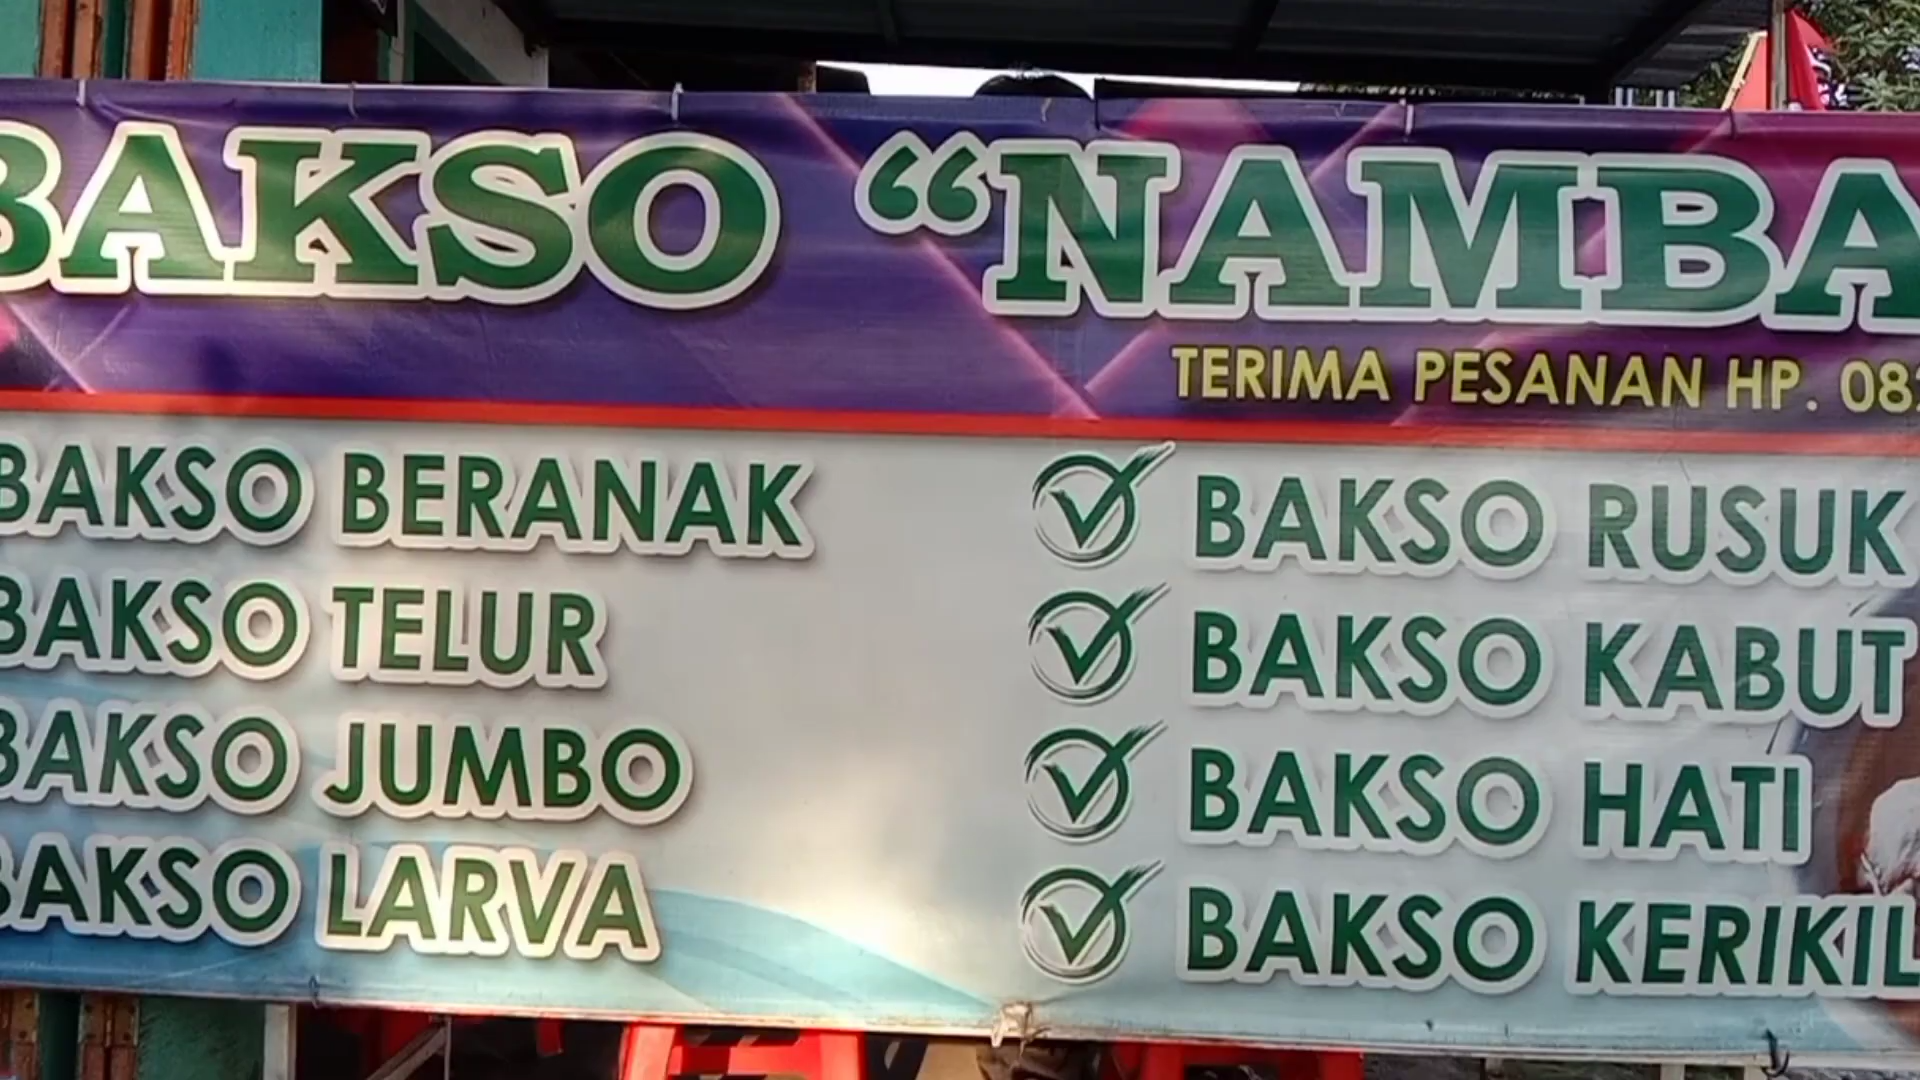 BAKSO “NAMBA
TERIMA PESANAN HP. 08
BAKSO BERANAK
BAKSO TELUR
BAKSO JUMBO
BAKSO LARVA
BAKSO RUSUK
BAKSO KABUT
BAKSO HATI
BAKSO KERIKIL